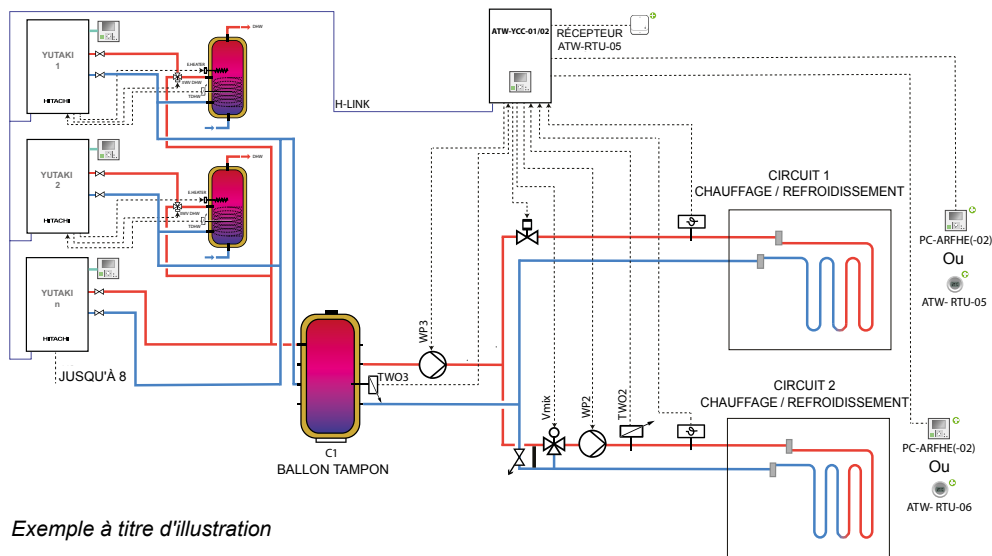 YUTAKI
1
HITACHI
E.HEATER
3WV DHW
TDHW
DHW
YUTAKI
2
HITACHI
E.HEATER
3WV DHW
TDHW
DHW
YUTAKI
n
HITACHI
JUSQU'À 8
H-LINK
ATW-YCC-01/02
RÉCEPTEUR
ATW-RTU-05
WP3
TWO3
C1
BALLON TAMPON
Vmix
WP2
TWO2
CIRCUIT 1
CHAUFFAGE / REFROIDISSEMENT
PC-ARFHE(-02)
Ou
ATW- RTU-05
CIRCUIT 2
CHAUFFAGE / REFROIDISSEMENT
PC-ARFHE(-02)
Ou
ATW- RTU-06
Exemple à titre d'illustration